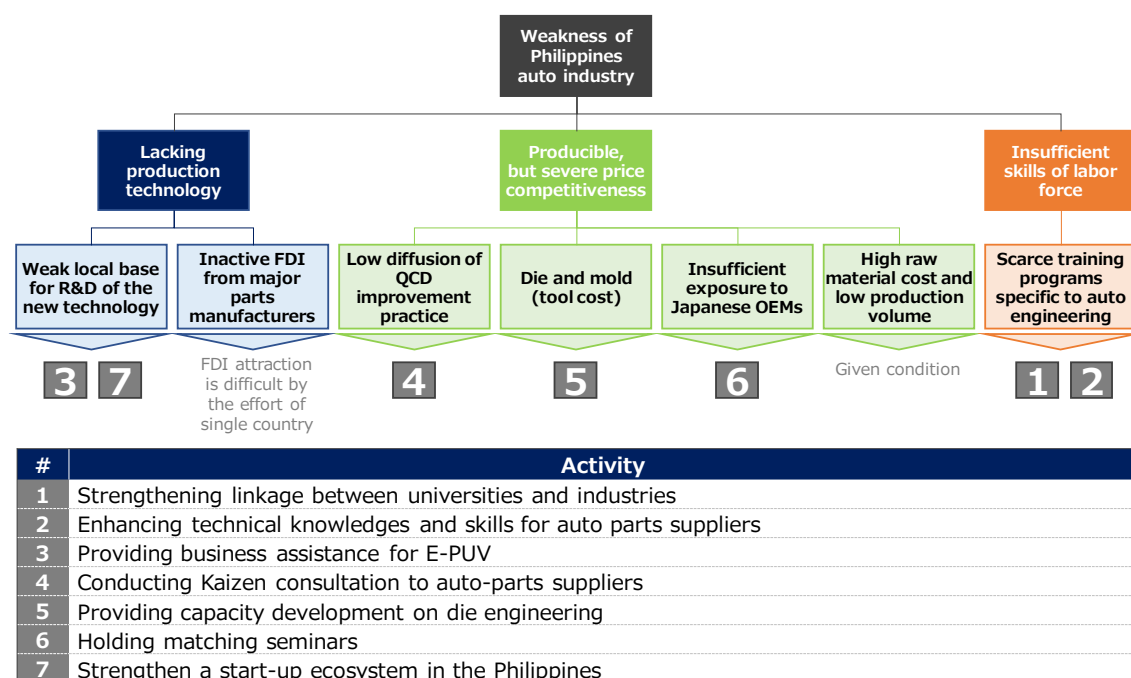 Weakness of
Philippines
auto industry
Lacking
production
technology
Producible,
but severe price
competitiveness
Insufficient
skills of labor
force
Weak local base
for R&D of the
new technology
Inactive FDI
from major
parts
manufacturers
Low diffusion of
QCD
improvement
practice
Die and mold
(tool cost)
Insufficient
exposure to
Japanese OEMs
High raw
material cost and
low production
volume
Scarce training
programs
specific to auto
engineering
3 7
FDI attraction
is difficult by
the effort of
single country
4
5
6
Given condition
1 2
# Activity
1 Strengthening linkage between universities and industries
2 Enhancing technical knowledges and skills for auto parts suppliers
3 Providing business assistance for E-PUV
4 Conducting Kaizen consultation to auto-parts suppliers
5 Providing capacity development on die engineering
6 Holding matching seminars
7 Strengthen a start-up ecosystem in the Philippines